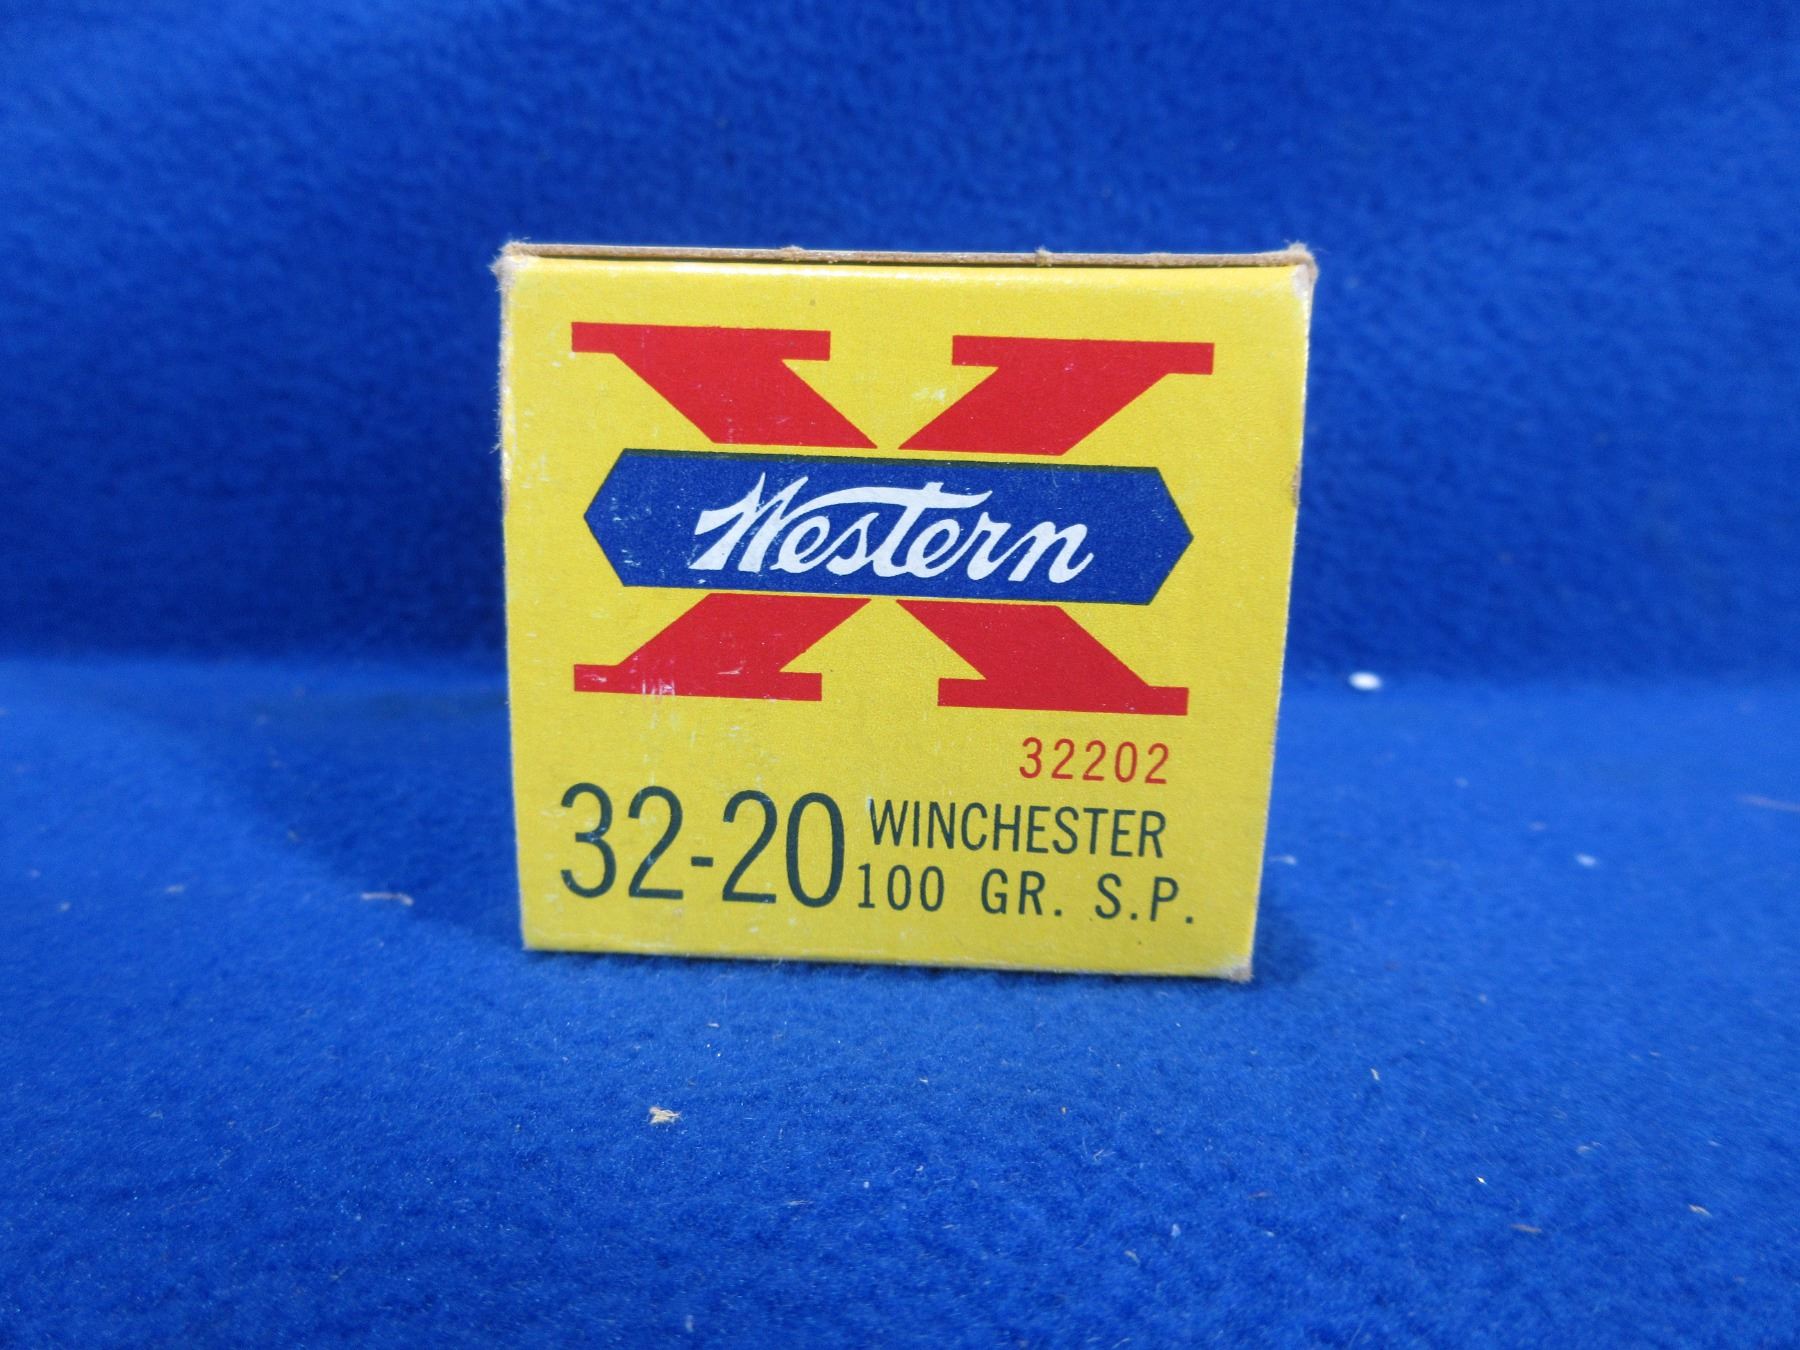 X
Western
32202
32-20 WINCHESTER
100 GR. S.P.